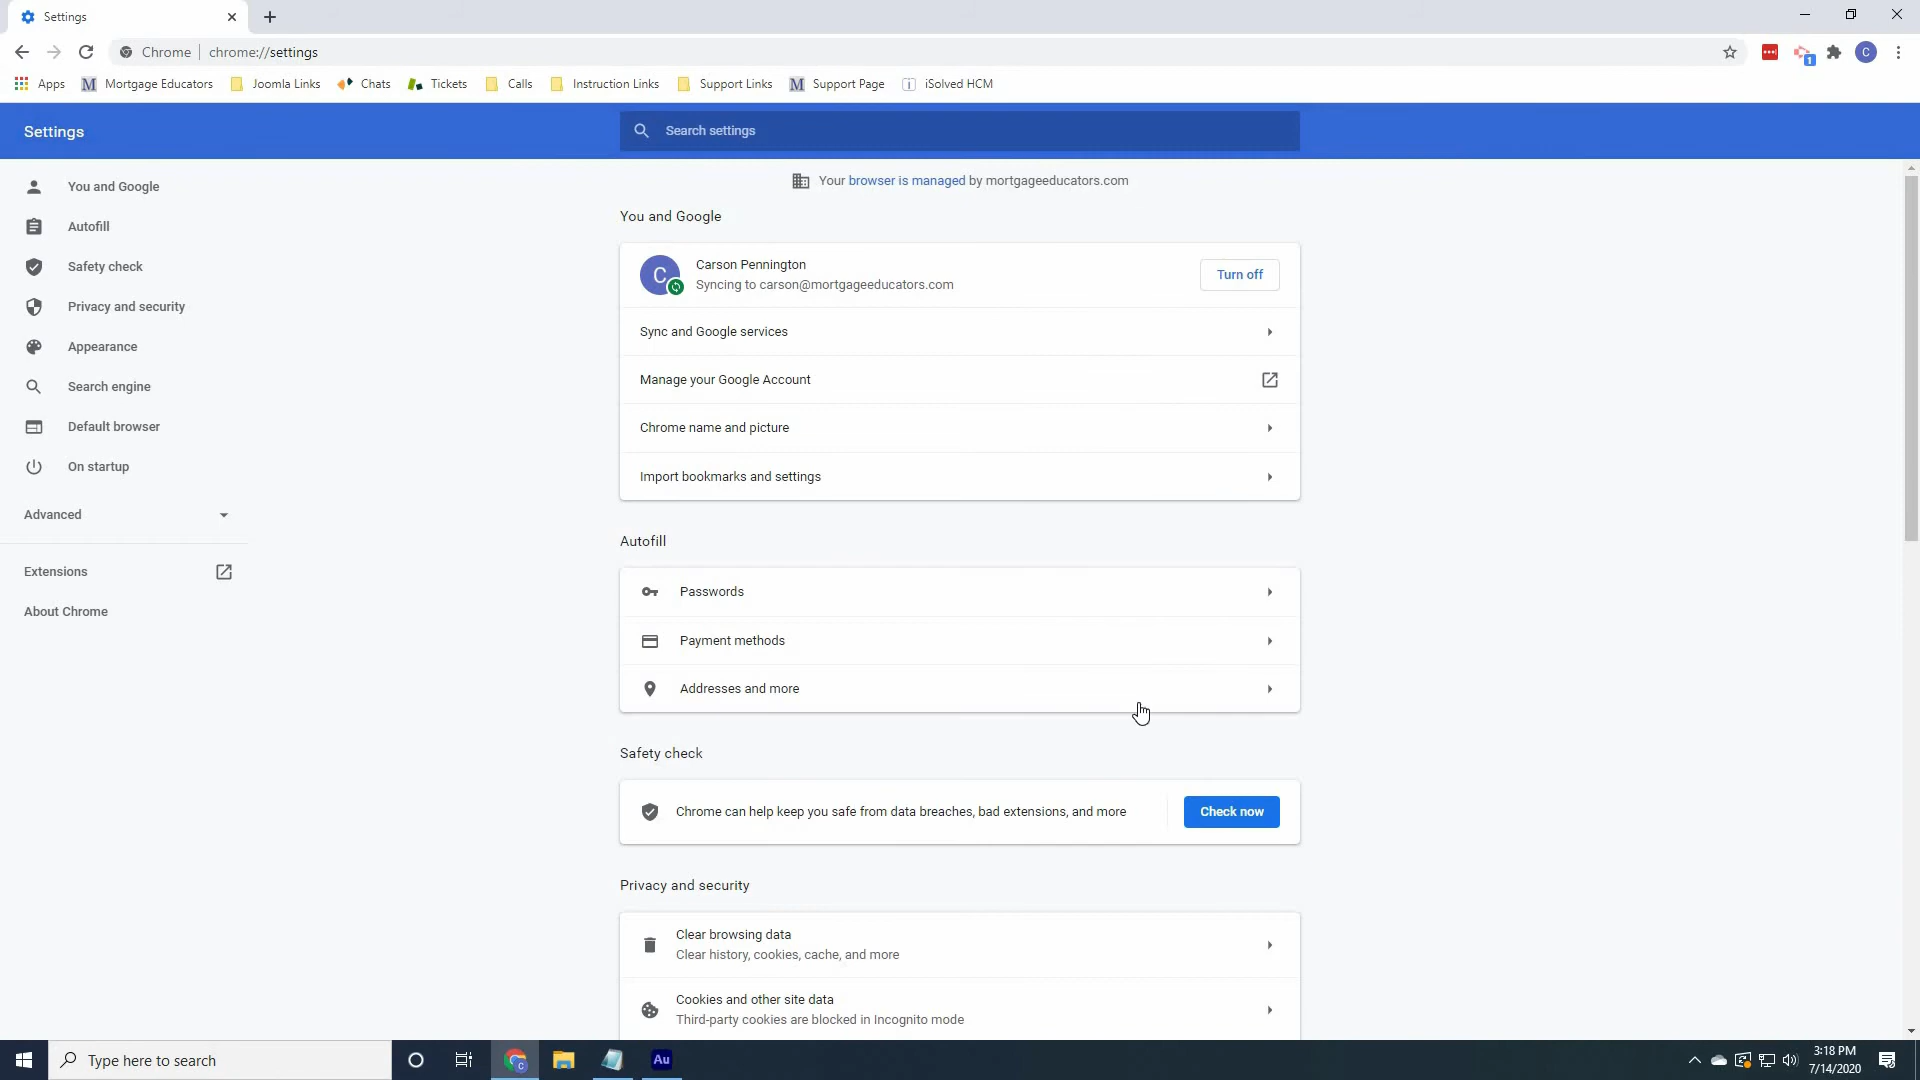 Settings
Chrome chrome://settings
1
C
Apps Mortgage Educators Joomla Links Chats Tickets Calls Instruction Links Support Links Support Page iSolved HCM
Settings
Search settings
Your browser is managed by mortgageeducators.com
You and Google
Autofill
Safety check
Privacy and security
Appearance
Search engine
Default browser
On startup
Advanced
Extensions
About Chrome
You and Google
C
Carson Pennington
Syncing to carson@mortgageeducators.com
Turn off
Sync and Google services
Manage your Google Account
Chrome name and picture
Import bookmarks and settings
Autofill
Passwords
Payment methods
Addresses and more
Safety check
Chrome can help keep you safe from data breaches, bad extensions, and more
Check now
Privacy and security
Clear browsing data
Clear history, cookies, cache, and more
Cookies and other site data
Third-party cookies are blocked in Incognito mode
Type here to search
Au
3:18 PM
7/14/2020